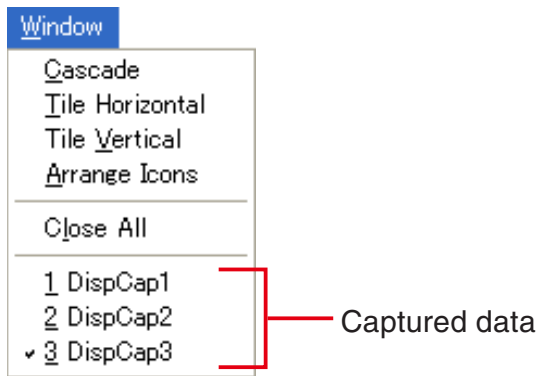 Window
Cascade
Tile Horizontal
Tile Vertical
Arrange Icons
Close All
1 DispCap1
2 DispCap2
✓ 3 DispCap3
Captured data